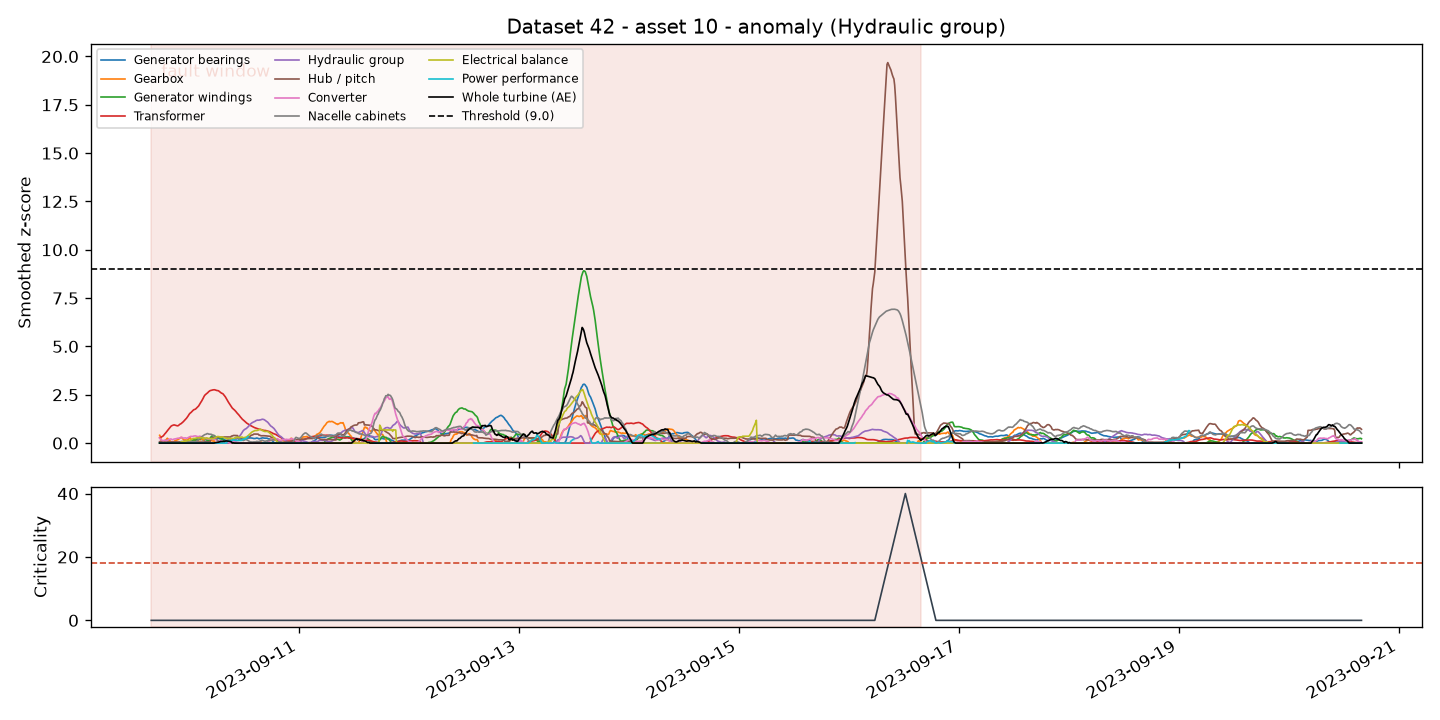 Dataset 42 - asset 10 - anomaly (Hydraulic group)
Smoothed z-score
20.0
17.5
15.0
12.5
10.0
7.5
5.0
2.5
0.0
fault window
Generator bearings
Gearbox
Generator windings
Transformer
Hydraulic group
Hub / pitch
Converter
Nacelle cabinets
Electrical balance
Power performance
Whole turbine (AE)
Threshold (9.0)
Criticality
40
20
0
2023-09-11
2023-09-13
2023-09-15
2023-09-17
2023-09-19
2023-09-21